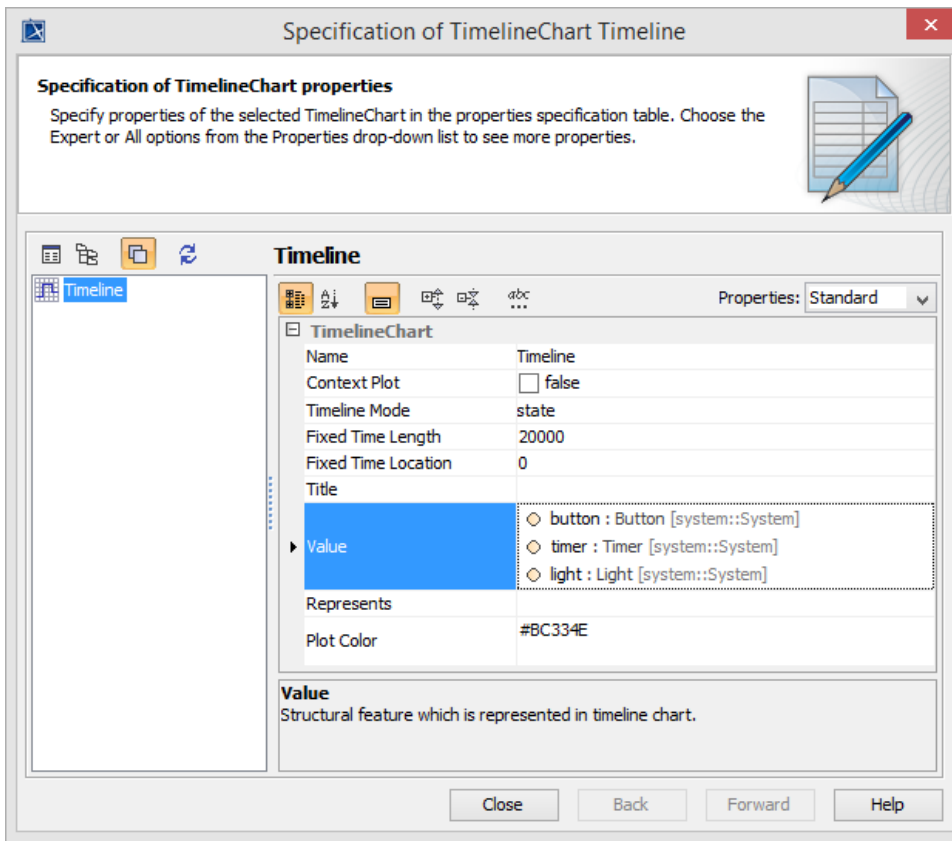 Specification of TimelineChart Timeline
Specification of TimelineChart properties
Specify properties of the selected TimelineChart in the properties specification table. Choose the
Expert or All options from the Properties drop-down list to see more properties.
Timeline
Timeline
Properties: Standard
TimelineChart
Name Timeline
Context Plot false
Timeline Mode state
Fixed Time Length 20000
Fixed Time Location 0
Title
Value
button : Button [system::System]
timer : Timer [system::System]
light : Light [system::System]
Represents
Plot Color #BC334E
Value
Structural feature which is represented in timeline chart.
Close Back Forward Help